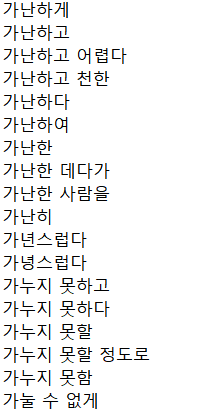 가난하게
가난하고
가난하고 어렵다
가난하고 천한
가난하다
가난하여
가난한
가난한 데다가
가난한 사람을
가난히
가년스럽다
가녕스럽다
가누지 못하고
가누지 못하다
가누지 못할
가누지 못할 정도로
가누지 못함
가눌 수 없게